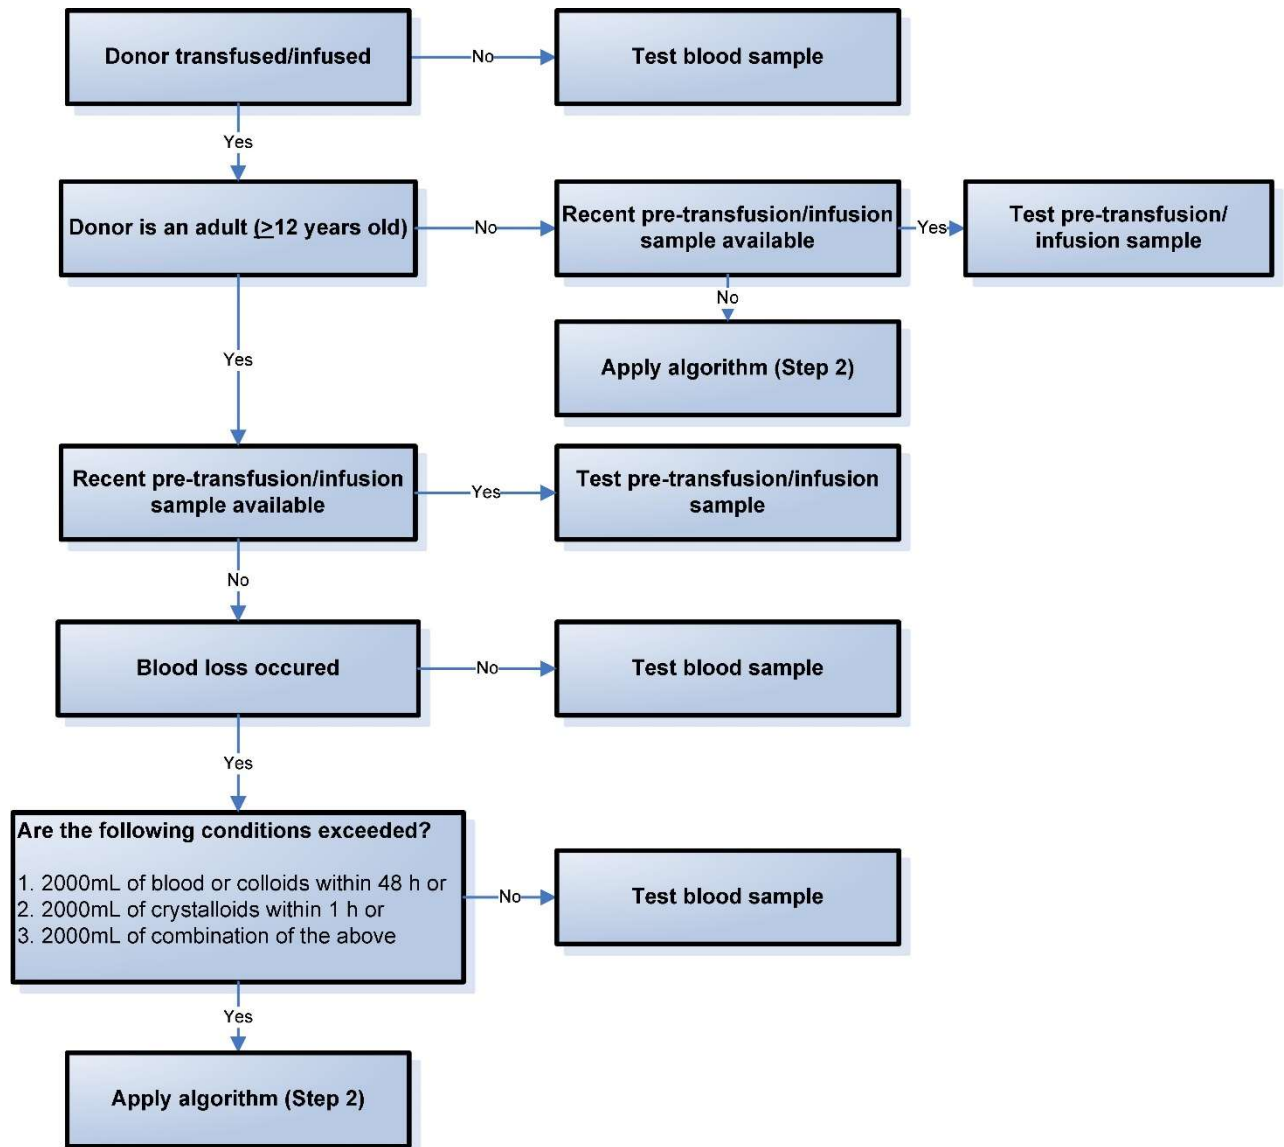 Donor transfused/infused
No
Test blood sample
Yes
Donor is an adult (≥12 years old)
No
Recent pre-transfusion/infusion
sample available
Yes
Test pre-transfusion/
infusion sample
No
Apply algorithm (Step 2)
Yes
Recent pre-transfusion/infusion
sample available
Yes
Test pre-transfusion/infusion
sample
No
Blood loss occured
No
Test blood sample
Yes
Are the following conditions exceeded?
1. 2000mL of blood or colloids within 48 h or
2. 2000mL of crystalloids within 1 h or
3. 2000mL of combination of the above
No
Test blood sample
Yes
Apply algorithm (Step 2)